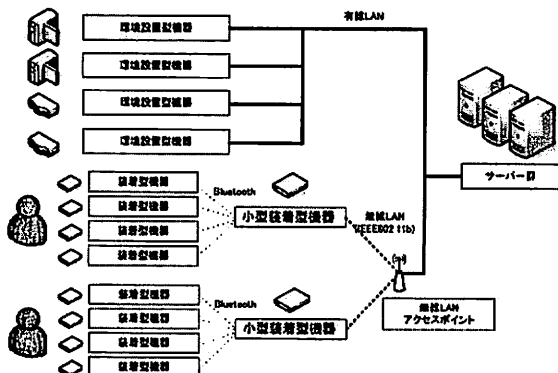 有線LAN
環境設置型機器
環境設置型機器
環境設置型機器
環境設置型機器
サーバー群
装着型機器
装着型機器
装着型機器
装着型機器
Bluetooth
小型装着型機器
無線LAN
(IEEE802.11b)
無線LAN
アクセスポイント
装着型機器
装着型機器
装着型機器
装着型機器
Bluetooth
小型装着型機器